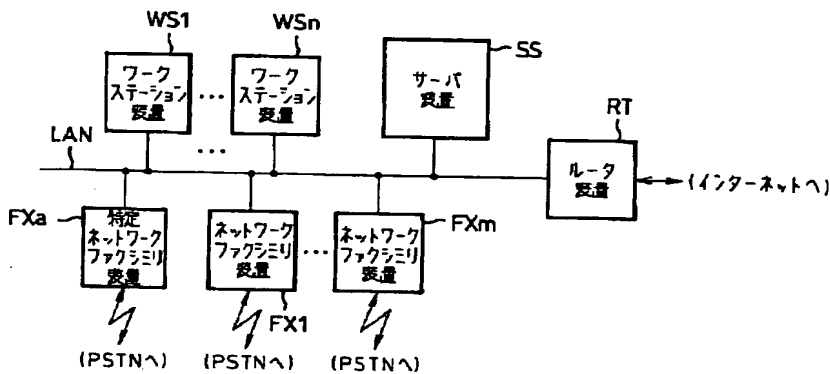 WS1
WSn
SS
ワーク
ステーション
装置
...
ワーク
ステーション
装置
サーバ
装置
RT
LAN
...
ルータ
装置
(インターネットへ)
FXa
特定
ネットワーク
ファクシミリ
装置
ネットワーク
ファクシミリ
装置
...
ネットワーク
ファクシミリ
装置
FXm
FX1
(PSTNへ)
(PSTNへ)
(PSTNへ)